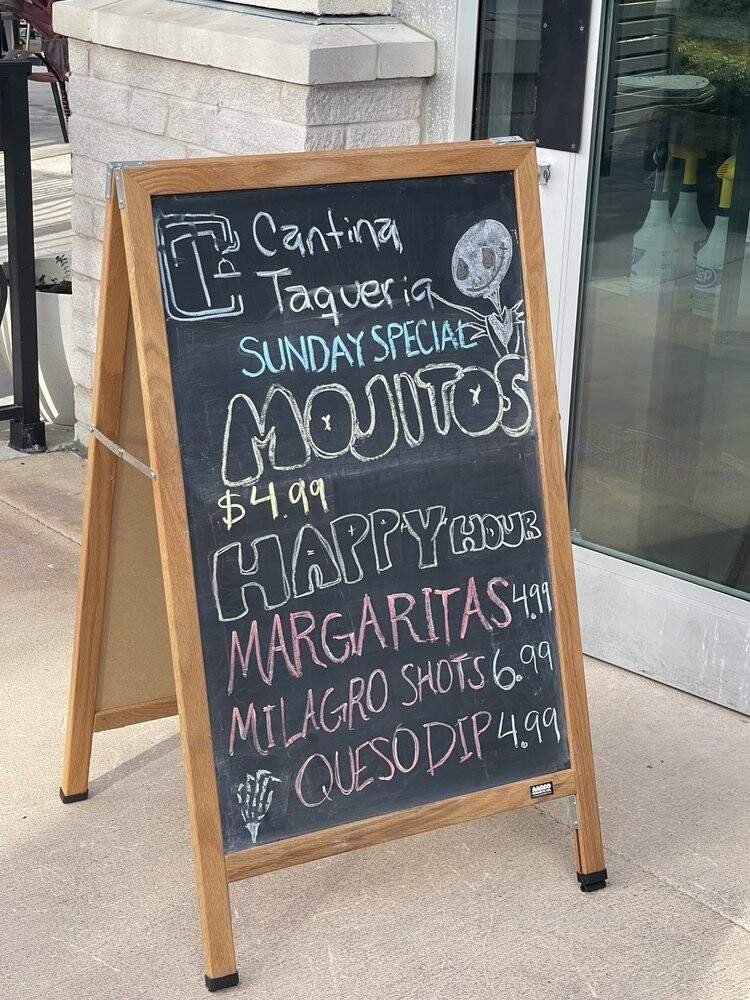 Cantina
Taqueria
SUNDAY SPECIAL
MOJITOS
$4.99
HAPPY HOUR
MARGARITAS 4.99
MILAGRO SHOTS 6.99
QUESO DIP 4.99